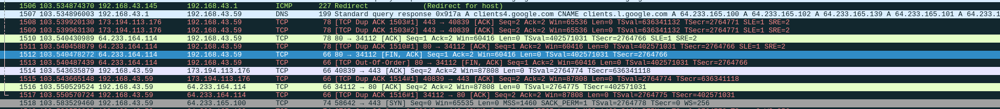 1506 103.534874370 192.168.43.145 192.168.43.1 ICMP 227 Redirect (Redirect for host)
1507 103.534896003 192.168.43.1 192.168.43.59 DNS 199 Standard query response 0x917a A clients4.google.com CNAME clients.l.google.com A 64.233.165.100 A 64.233.165.102 A 64.233.165.139 A 64.233.165.101 A 64.233.1
1508 103.539920130 173.194.113.176 192.168.43.59 TCP 78 [TCP Dup ACK 1503#1] 443 → 40839 [ACK] Seq=2 Ack=2 Win=65536 Len=0 TSval=636341132 TSecr=2764771 SLE=1 SRE=2
1509 103.539963130 173.194.113.176 192.168.43.59 TCP 78 [TCP Dup ACK 1503#2] 443 → 40839 [ACK] Seq=2 Ack=2 Win=65536 Len=0 TSval=636341132 TSecr=2764771 SLE=1 SRE=2
1510 103.540430989 64.233.164.114 192.168.43.59 TCP 78 80 → 34112 [ACK] Seq=1 Ack=2 Win=60416 Len=0 TSval=402571031 TSecr=2764766 SLE=1 SRE=2
1511 103.540458879 64.233.164.114 192.168.43.59 TCP 78 [TCP Dup ACK 1510#1] 80 → 34112 [ACK] Seq=1 Ack=2 Win=60416 Len=0 TSval=402571031 TSecr=2764766 SLE=1 SRE=2
1512 103.540478272 64.233.164.114 192.168.43.59 TCP 66 80 → 34112 [FIN, ACK] Seq=1 Ack=2 Win=60416 Len=0 TSval=402571031 TSecr=2764766
1513 103.540487439 64.233.164.114 192.168.43.59 TCP 66 [TCP Out-Of-Order] 80 → 34112 [FIN, ACK] Seq=1 Ack=2 Win=60416 Len=0 TSval=402571031 TSecr=2764766
1514 103.543635879 192.168.43.59 173.194.113.176 TCP 66 40839 → 443 [ACK] Seq=2 Ack=2 Win=87808 Len=0 TSval=2764774 TSecr=636341118
1515 103.543665148 192.168.43.59 173.194.113.176 TCP 66 [TCP Dup ACK 1514#1] 40839 → 443 [ACK] Seq=2 Ack=2 Win=87808 Len=0 TSval=2764774 TSecr=636341118
1516 103.550529524 192.168.43.59 64.233.164.114 TCP 66 34112 → 80 [ACK] Seq=2 Ack=2 Win=87808 Len=0 TSval=2764775 TSecr=402571031
1517 103.550570724 192.168.43.59 64.233.164.114 TCP 66 [TCP Dup ACK 1516#1] 34112 → 80 [ACK] Seq=2 Ack=2 Win=87808 Len=0 TSval=2764775 TSecr=402571031
1518 103.583529460 192.168.43.59 64.233.165.100 TCP 74 58642 → 443 [SYN] Seq=0 Win=65535 Len=0 MSS=1460 SACK_PERM=1 TSval=2764778 TSecr=0 WS=256